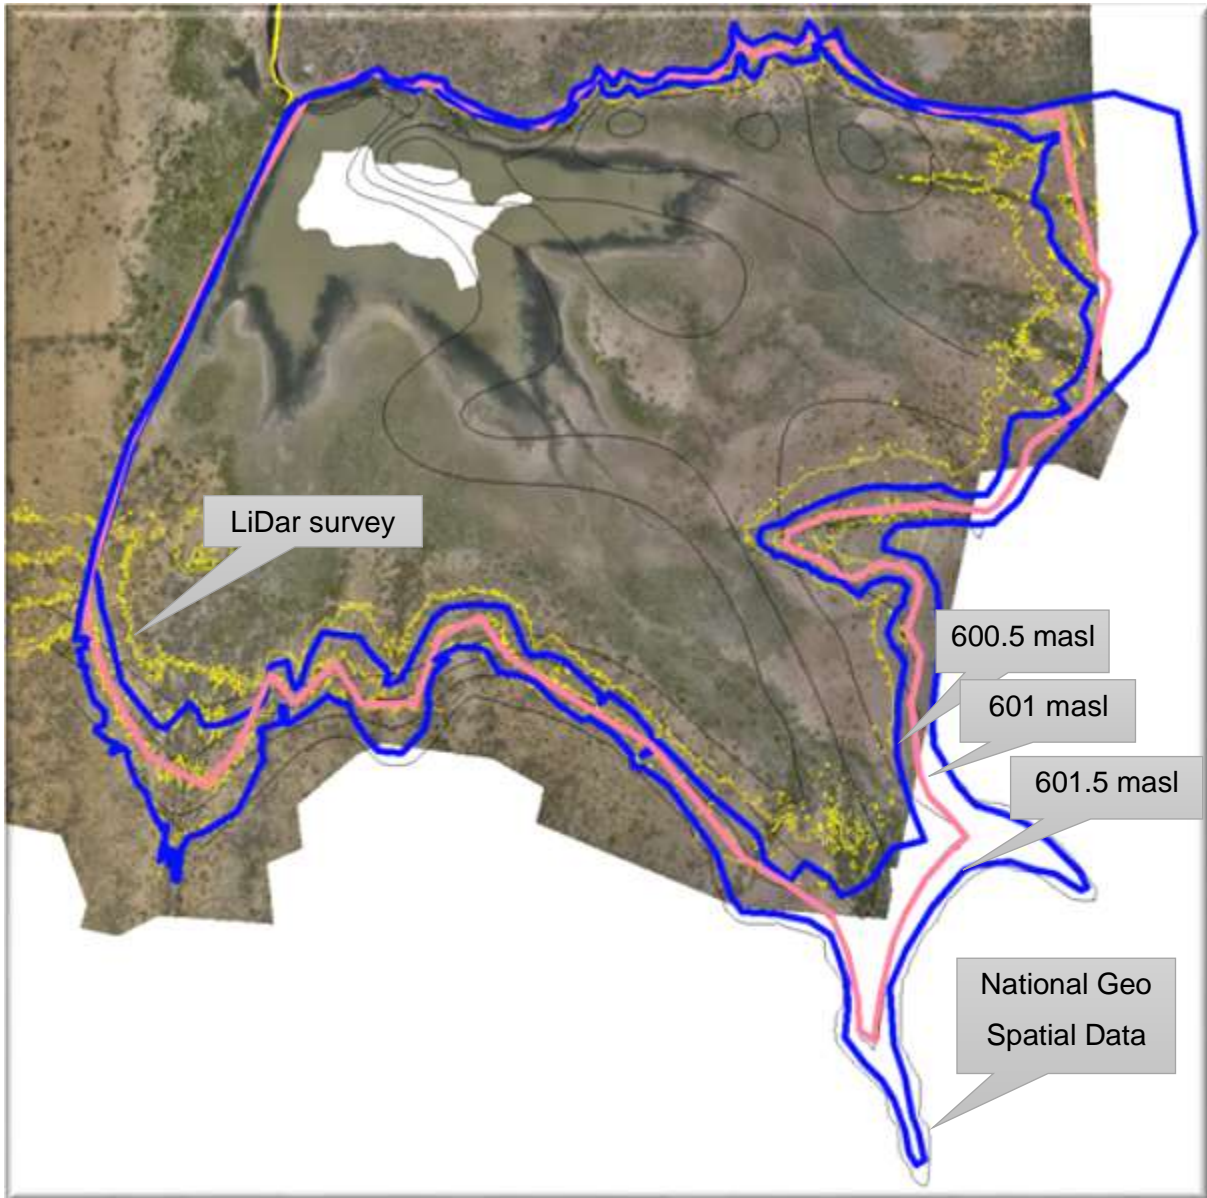 LiDar survey
600.5 masl
601 masl
601.5 masl
National Geo
Spatial Data